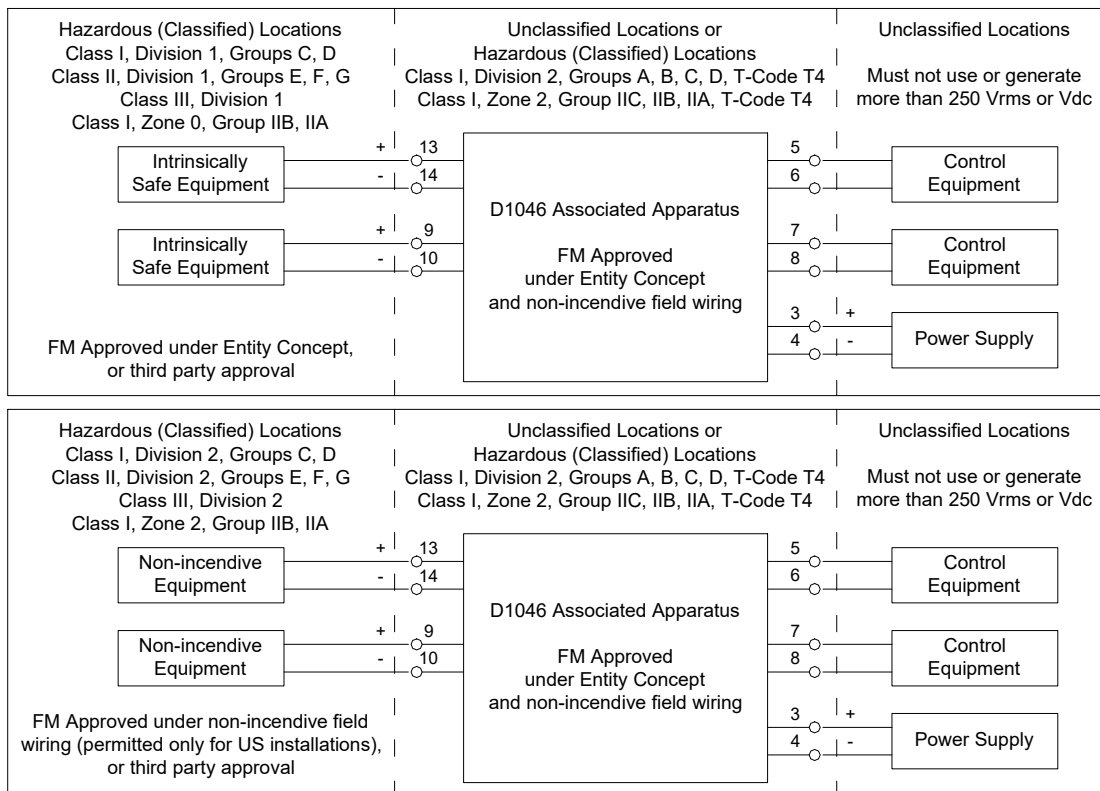 Hazardous (Classified) Locations
Class I, Division 1, Groups C, D
Class II, Division 1, Groups E, F, G
Class III, Division 1
Class I, Zone 0, Group IIB, IIA
Unclassified Locations or
Hazardous (Classified) Locations
Class I, Division 2, Groups A, B, C, D, T-Code T4
Class I, Zone 2, Group IIC, IIB, IIA, T-Code T4
Unclassified Locations
Must not use or generate
more than 250 Vrms or Vdc
Intrinsically
Safe Equipment
+ 13
- 14
Intrinsically
Safe Equipment
+ 9
- 10
FM Approved under Entity Concept,
or third party approval
D1046 Associated Apparatus
FM Approved
under Entity Concept
and non-incendive field wiring
5
6
Control
Equipment
7
8
Control
Equipment
3 +
4 -
Power Supply
Hazardous (Classified) Locations
Class I, Division 2, Groups C, D
Class II, Division 2, Groups E, F, G
Class III, Division 2
Class I, Zone 2, Group IIB, IIA
Unclassified Locations or
Hazardous (Classified) Locations
Class I, Division 2, Groups A, B, C, D, T-Code T4
Class I, Zone 2, Group IIC, IIB, IIA, T-Code T4
Unclassified Locations
Must not use or generate
more than 250 Vrms or Vdc
Non-incendive
Equipment
+ 13
- 14
Non-incendive
Equipment
+ 9
- 10
FM Approved under non-incendive field
wiring (permitted only for US installations),
or third party approval
D1046 Associated Apparatus
FM Approved
under Entity Concept
and non-incendive field wiring
5
6
Control
Equipment
7
8
Control
Equipment
3 +
4 -
Power Supply